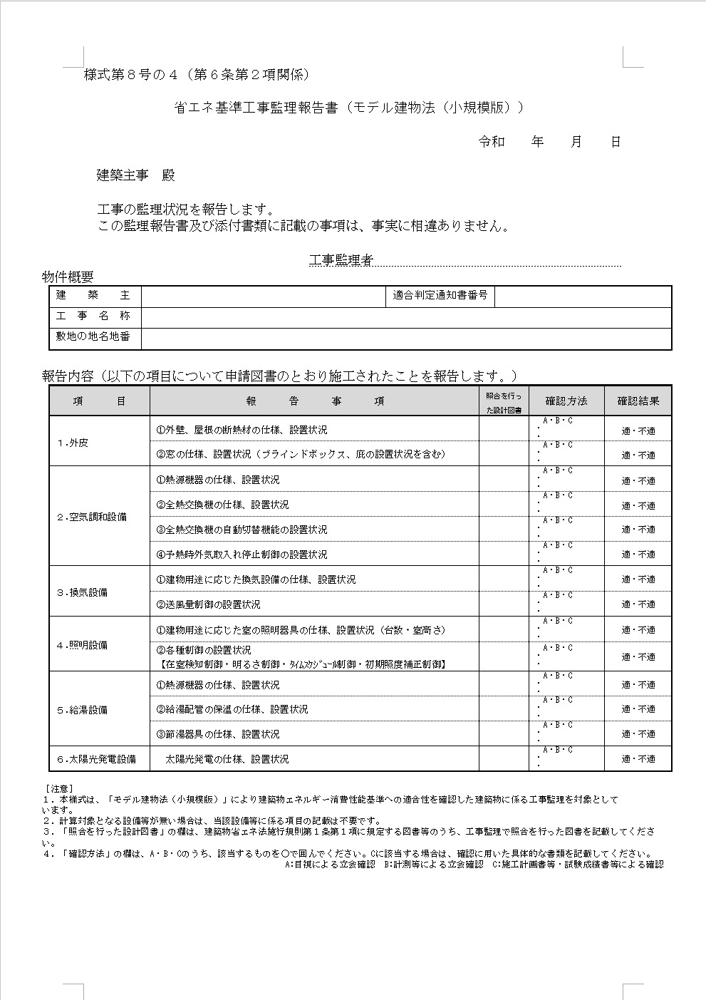 様式第８号の４（第６条第２項関係）
省エネ基準工事監理報告書（モデル建物法（小規模版））
令和　　年　　月　　日
建築主事　殿
工事の監理状況を報告します。
この監理報告書及び添付書類に記載の事項は、事実に相違ありません。
工事監理者
物件概要
建　築　主　適合判定通知書番号
工　事　名　称
敷地の地名地番
報告内容（以下の項目について申請図書のとおり施工されたことを報告します。）
項　　目　報　告　事　項　照合を行った設計図書　確認方法　確認結果
１.外皮
①外壁、屋根の断熱材の仕様、設置状況　A・B・C　適・不適
②窓の仕様、設置状況（ブラインドボックス、庇の設置状況を含む）　A・B・C　適・不適
２.空気調和設備
①熱源機器の仕様、設置状況　A・B・C　適・不適
②全熱交換機の仕様、設置状況　A・B・C　適・不適
③全熱交換機の自動切替機能の設置状況　A・B・C　適・不適
④予熱時外気取入れ停止制御の設置状況　A・B・C　適・不適
３.換気設備
①建物用途に応じた換気設備の仕様、設置状況　A・B・C　適・不適
②送風量制御の設置状況　A・B・C　適・不適
４.照明設備
①建物用途に応じた室の照明器具の仕様、設置状況（台数・室高さ）　A・B・C　適・不適
②各種制御の設置状況　A・B・C　適・不適
【在室検知制御・明るさ制御・ﾀｲﾑｽｹｼﾞｭｰﾙ制御・初期照度補正制御】
５.給湯設備
①熱源機器の仕様、設置状況　A・B・C　適・不適
②給湯配管の保温の仕様、設置状況　A・B・C　適・不適
③節湯器具の仕様、設置状況　A・B・C　適・不適
６.太陽光発電設備　太陽光発電の仕様、設置状況　A・B・C　適・不適
［注意］
１．本様式は、「モデル建物法（小規模版）」により建築物エネルギー消費性能基準への適合性を確認した建築物に係る工事監理を対象として
います。
２．計算対象となる設備等が無い場合は、当該設備等に係る項目の記載は不要です。
３．「照合を行った設計図書」の欄は、建築物省エネ法施行規則第１条第１項に規定する図書等のうち、工事監理で照合を行った図書を記載してくださ
い。
４．「確認方法」の欄は、A・B・Cのうち、該当するものを〇で囲んでください。Cに該当する場合は、確認に用いた具体的な書類を記載してください。
A:目視による立会確認　B:計測等による立会確認　C:施工計画書等・試験成績書等による確認